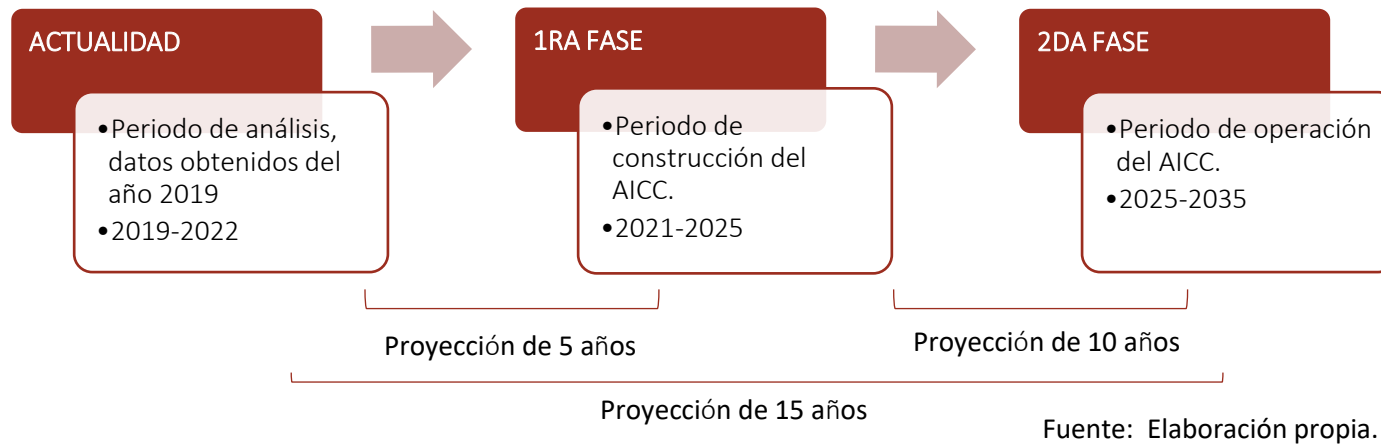 ACTUALIDAD
•Periodo de análisis,
datos obtenidos del
año 2019
•2019-2022
1RA FASE
•Periodo de
construcción del
AICC.
•2021-2025
2DA FASE
•Periodo de operación
del AICC.
•2025-2035
Proyección de 5 años
Proyección de 10 años
Proyección de 15 años
Fuente: Elaboración propia.